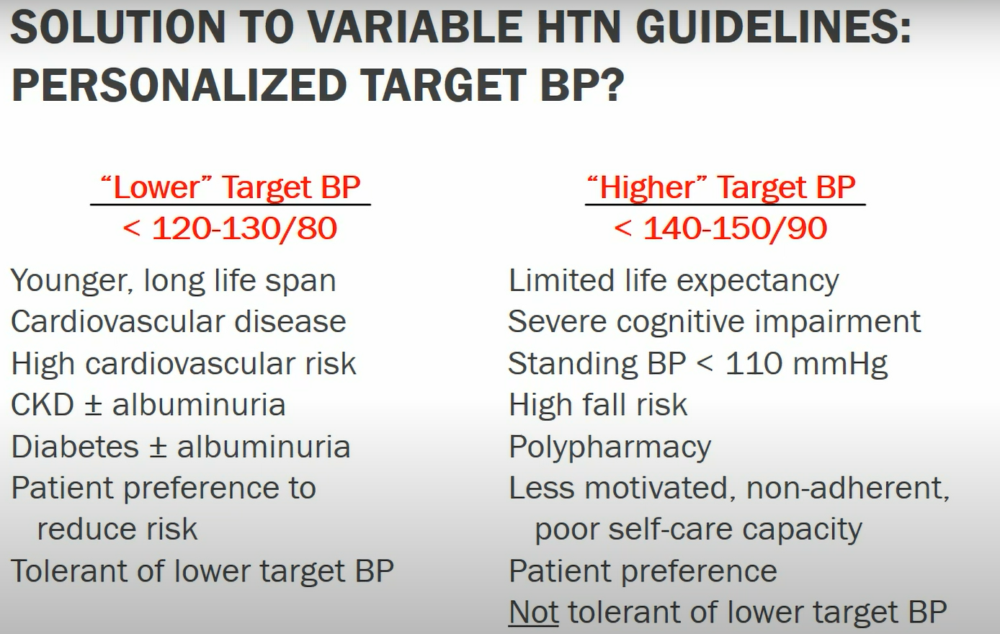 SOLUTION TO VARIABLE HTN GUIDELINES:
PERSONALIZED TARGET BP?
“Lower” Target BP
< 120-130/80
Younger, long life span
Cardiovascular disease
High cardiovascular risk
CKD ± albuminuria
Diabetes ± albuminuria
Patient preference to
reduce risk
Tolerant of lower target BP
“Higher” Target BP
< 140-150/90
Limited life expectancy
Severe cognitive impairment
Standing BP < 110 mmHg
High fall risk
Polypharmacy
Less motivated, non-adherent,
poor self-care capacity
Patient preference
Not tolerant of lower target BP